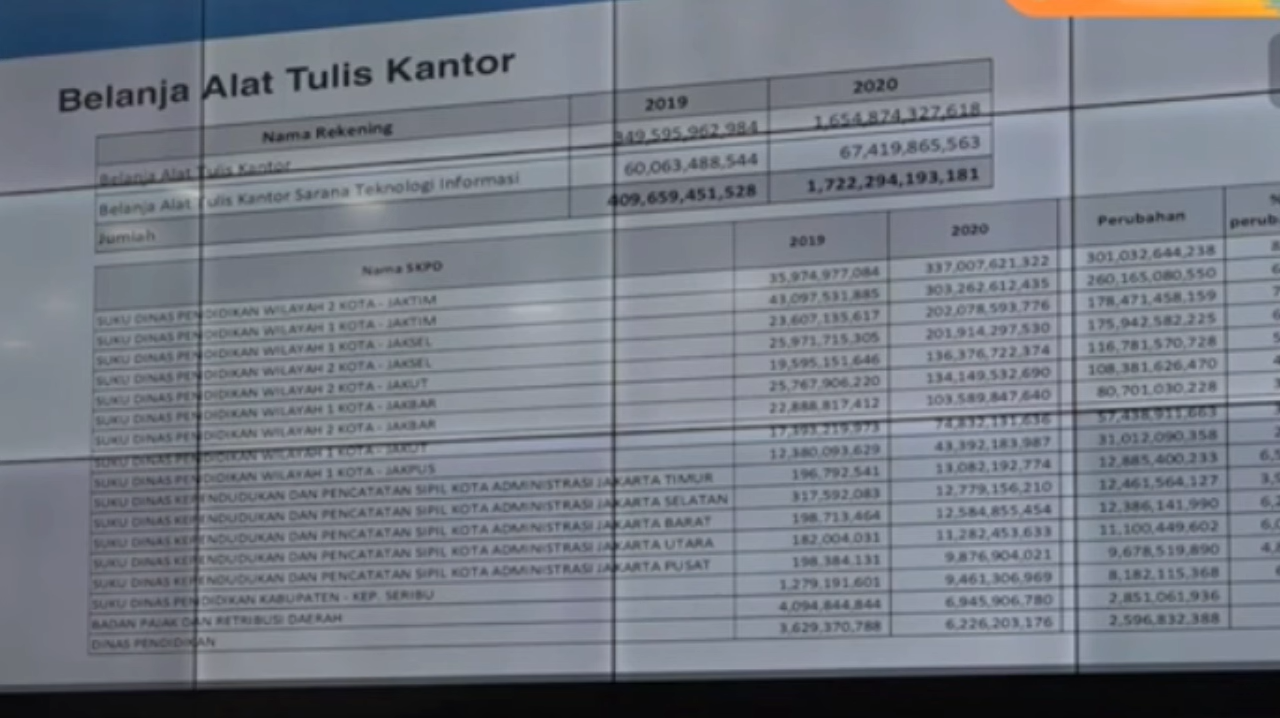 Belanja Alat Tulis Kantor
Nama Rekening 2019 2020
Belanja Alat Tulis Kantor 349,595,962,984 1,654,874,327,618
Belanja Alat Tulis Kantor Sarana Teknologi Informasi 60,063,488,544 67,419,865,563
Jumlah 409,659,451,528 1,722,294,193,181
Nama SKPD 2019 2020 Perubahan
SUKU DINAS PENDIDIKAN WILAYAH 2 KOTA - JAKTIM 35,974,977,084 337,007,621,322 301,032,644,238
SUKU DINAS PENDIDIKAN WILAYAH 1 KOTA - JAKTIM 43,097,531,885 303,262,612,435 260,165,080,550
SUKU DINAS PENDIDIKAN WILAYAH 1 KOTA - JAKSEL 23,607,135,617 202,078,593,776 178,471,458,159
SUKU DINAS PENDIDIKAN WILAYAH 2 KOTA - JAKSEL 25,971,715,305 201,914,297,530 175,942,582,225
SUKU DINAS PENDIDIKAN WILAYAH 2 KOTA - JAKUT 19,595,151,646 136,376,722,374 116,781,570,728
SUKU DINAS PENDIDIKAN WILAYAH 1 KOTA - JAKBAR 25,767,906,220 134,149,532,690 108,381,626,470
SUKU DINAS PENDIDIKAN WILAYAH 2 KOTA - JAKBAR 22,888,817,412 103,589,847,640 80,701,030,228
SUKU DINAS PENDIDIKAN WILAYAH 1 KOTA - JAKUT 17,393,219,973 74,832,131,636 57,438,911,663
SUKU DINAS PENDIDIKAN WILAYAH 1 KOTA - JAKPUS 12,380,093,629 43,392,183,987 31,012,090,358
SUKU DINAS KEPENDUDUKAN DAN PENCATATAN SIPIL KOTA ADMINISTRASI JAKARTA TIMUR 196,792,541 13,082,192,774 12,885,400,233
SUKU DINAS KEPENDUDUKAN DAN PENCATATAN SIPIL KOTA ADMINISTRASI JAKARTA SELATAN 317,592,083 12,779,156,210 12,461,564,127
SUKU DINAS KEPENDUDUKAN DAN PENCATATAN SIPIL KOTA ADMINISTRASI JAKARTA BARAT 198,713,464 12,584,855,454 12,386,141,990
SUKU DINAS KEPENDUDUKAN DAN PENCATATAN SIPIL KOTA ADMINISTRASI JAKARTA UTARA 182,004,031 11,282,453,633 11,100,449,602
SUKU DINAS KEPENDUDUKAN DAN PENCATATAN SIPIL KOTA ADMINISTRASI JAKARTA PUSAT 198,384,131 9,876,904,021 9,678,519,890
SUKU DINAS PENDIDIKAN KABUPATEN - KEP. SERIBU 1,279,191,601 9,461,306,969 8,182,115,368
BADAN PAJAK DAN RETRIBUSI DAERAH 4,094,844,844 6,945,906,780 2,851,061,936
DINAS PENDIDIKAN 3,629,370,788 6,226,203,176 2,596,832,388